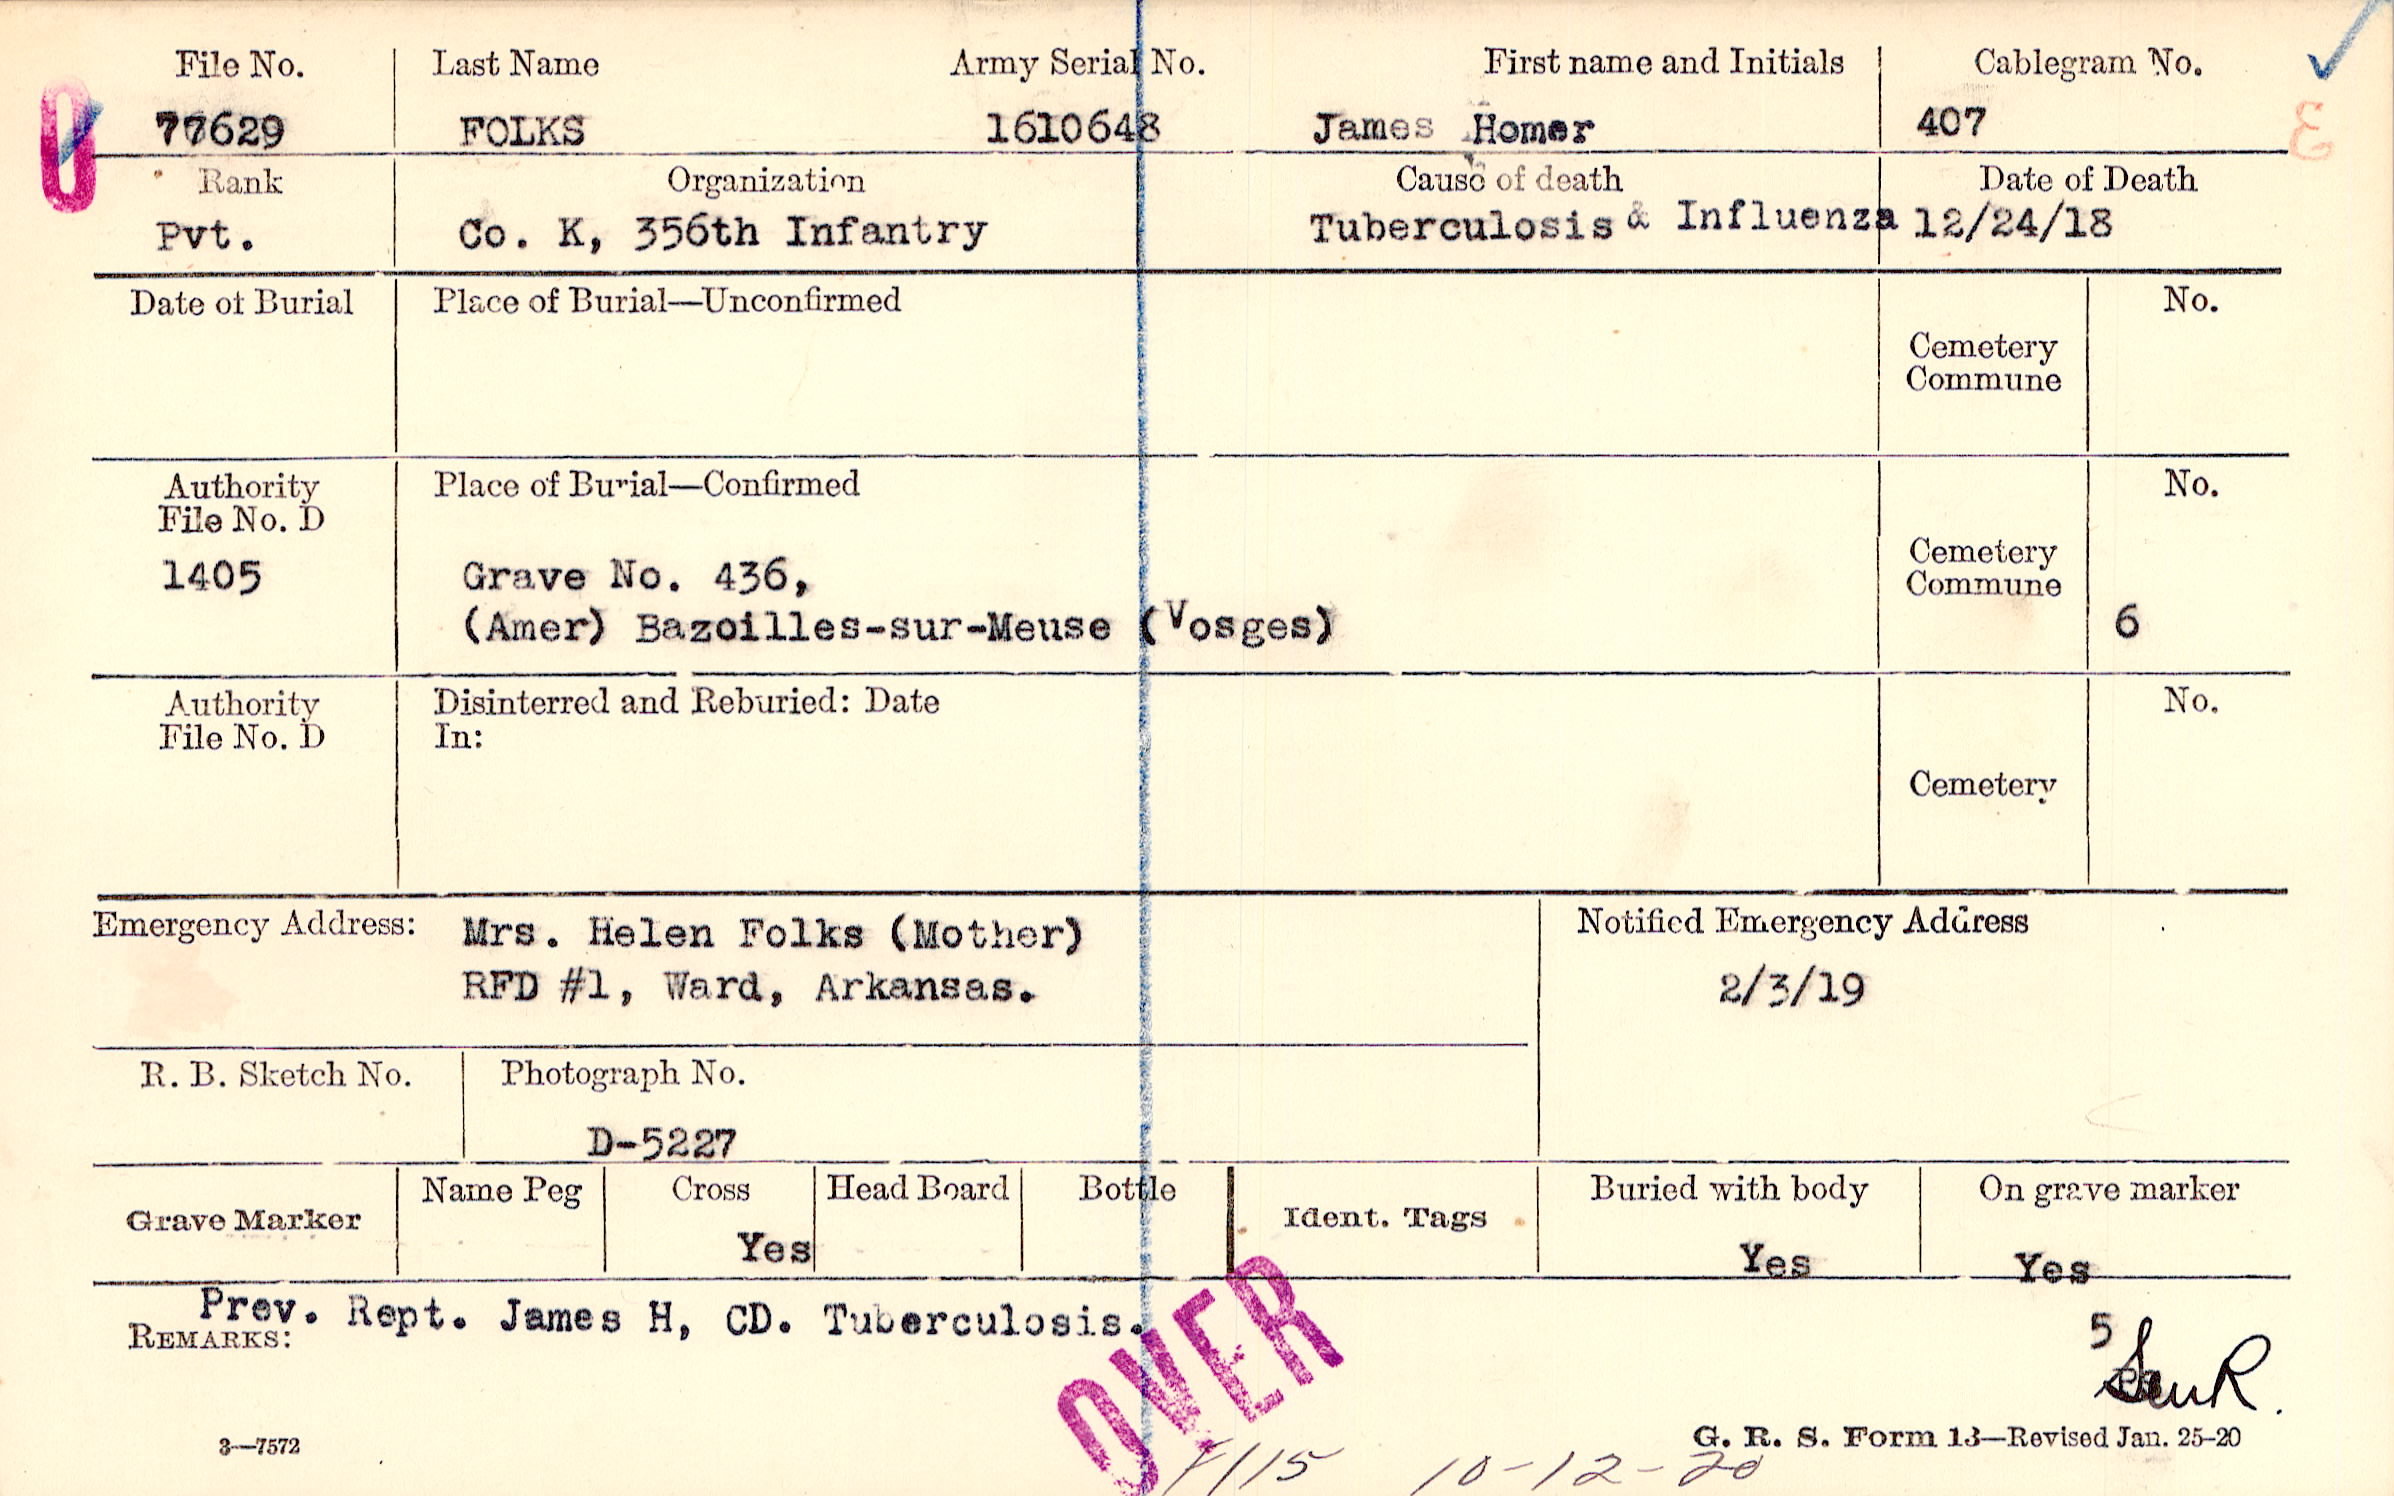 File No. Last Name Army Serial No. First name and Initials Cablegram No.
77629 FOLKS 1610648 James Homer 407
Rank Organization Cause of death Date of Death
Pvt. Co. K, 356th Infantry Tuberculosis & Influenza 12/24/18
Date of Burial Place of Burial—Unconfirmed No.
Cemetery
Commune
Authority Place of Burial—Confirmed No.
File No. D
1405 Grave No. 436, Cemetery
Commune
(Amer) Bazoilles-sur-Meuse (Vosges) 6
Authority Disinterred and Reburied: Date No.
File No. D In:
Cemetery
Emergency Address: Mrs. Helen Folks (Mother) Notified Emergency Address
RFD #1, Ward, Arkansas. 2/3/19
R. B. Sketch No. Photograph No.
D-5227
Name Peg Cross Head Board Bottle Buried with body On grave marker
Grave Marker Ident. Tags
Yes Yes Yes
Prev. Rept. James H, CD. Tuberculosis. 5
REMARKS:
OVER
3—7572 G. R. S. Form 13—Revised Jan. 25-20
10-12-20